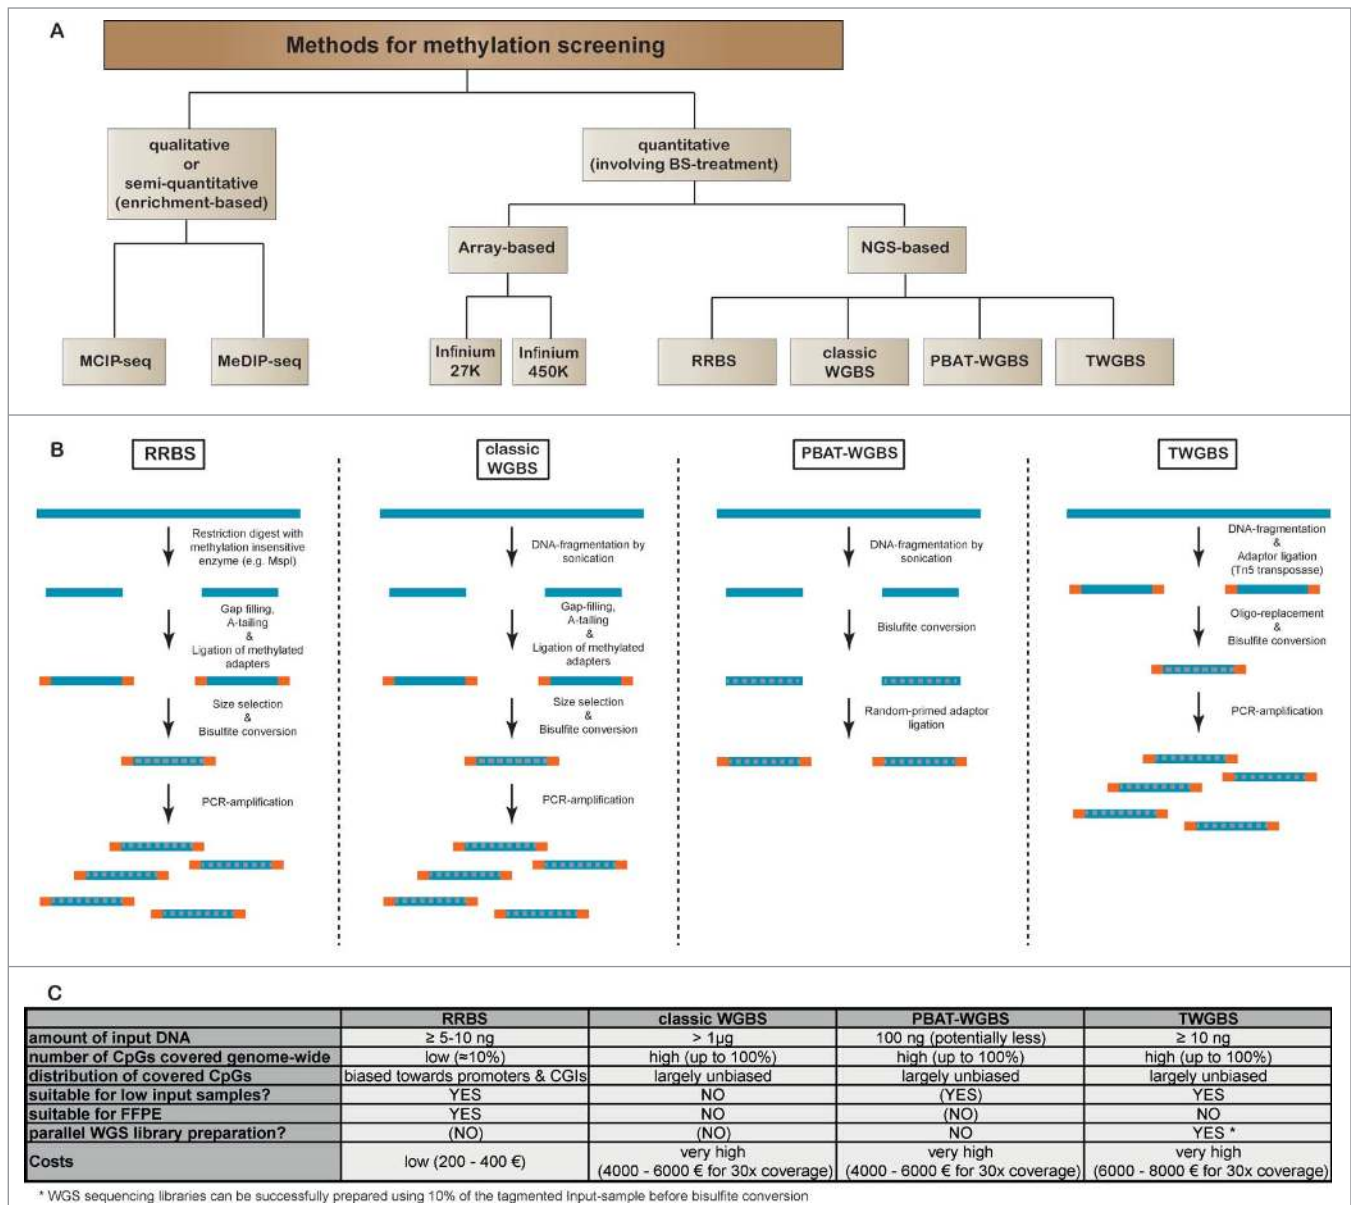 A
Methods for methylation screening
qualitative
or
semi-quantitative
(enrichment-based)
quantitative
(involving BS-treatment)
Array-based
NGS-based
MCIP-seq
MeDIP-seq
Infinium
27K
Infinium
450K
RRBS
classic
WGBS
PBAT-WGBS
TWGBS
B
RRBS
Restriction digest with
methylation insensitive
enzyme (e.g. MspI)
Gap filling,
A-tailing
&
Ligation of methylated
adapters
Size selection
&
Bisulfite conversion
PCR-amplification
classic
WGBS
DNA-fragmentation by
sonication
Gap-filling,
A-tailing
&
Ligation of methylated
adapters
Size selection
&
Bisulfite conversion
PCR-amplification
PBAT-WGBS
DNA-fragmentation by
sonication
Bislufite conversion
Random-primed adaptor
ligation
TWGBS
DNA-fragmentation
&
Adaptor ligation
(Tn5 transposase)
Oligo-replacement
&
Bisulfite conversion
PCR-amplification
C
RRBS classic WGBS PBAT-WGBS TWGBS
amount of input DNA ≥ 5-10 ng > 1µg 100 ng (potentially less) ≥ 10 ng
number of CpGs covered genome-wide low (≈10%) high (up to 100%) high (up to 100%) high (up to 100%)
distribution of covered CpGs biased towards promoters & CGIs largely unbiased largely unbiased largely unbiased
suitable for low input samples? YES NO (YES) YES
suitable for FFPE YES NO (NO) NO
parallel WGS library preparation? (NO) (NO) NO YES *
Costs low (200 - 400 €) very high (4000 - 6000 € for 30x coverage) very high (4000 - 6000 € for 30x coverage) very high (6000 - 8000 € for 30x coverage)
* WGS sequencing libraries can be successfully prepared using 10% of the tagmented Input-sample before bisulfite conversion